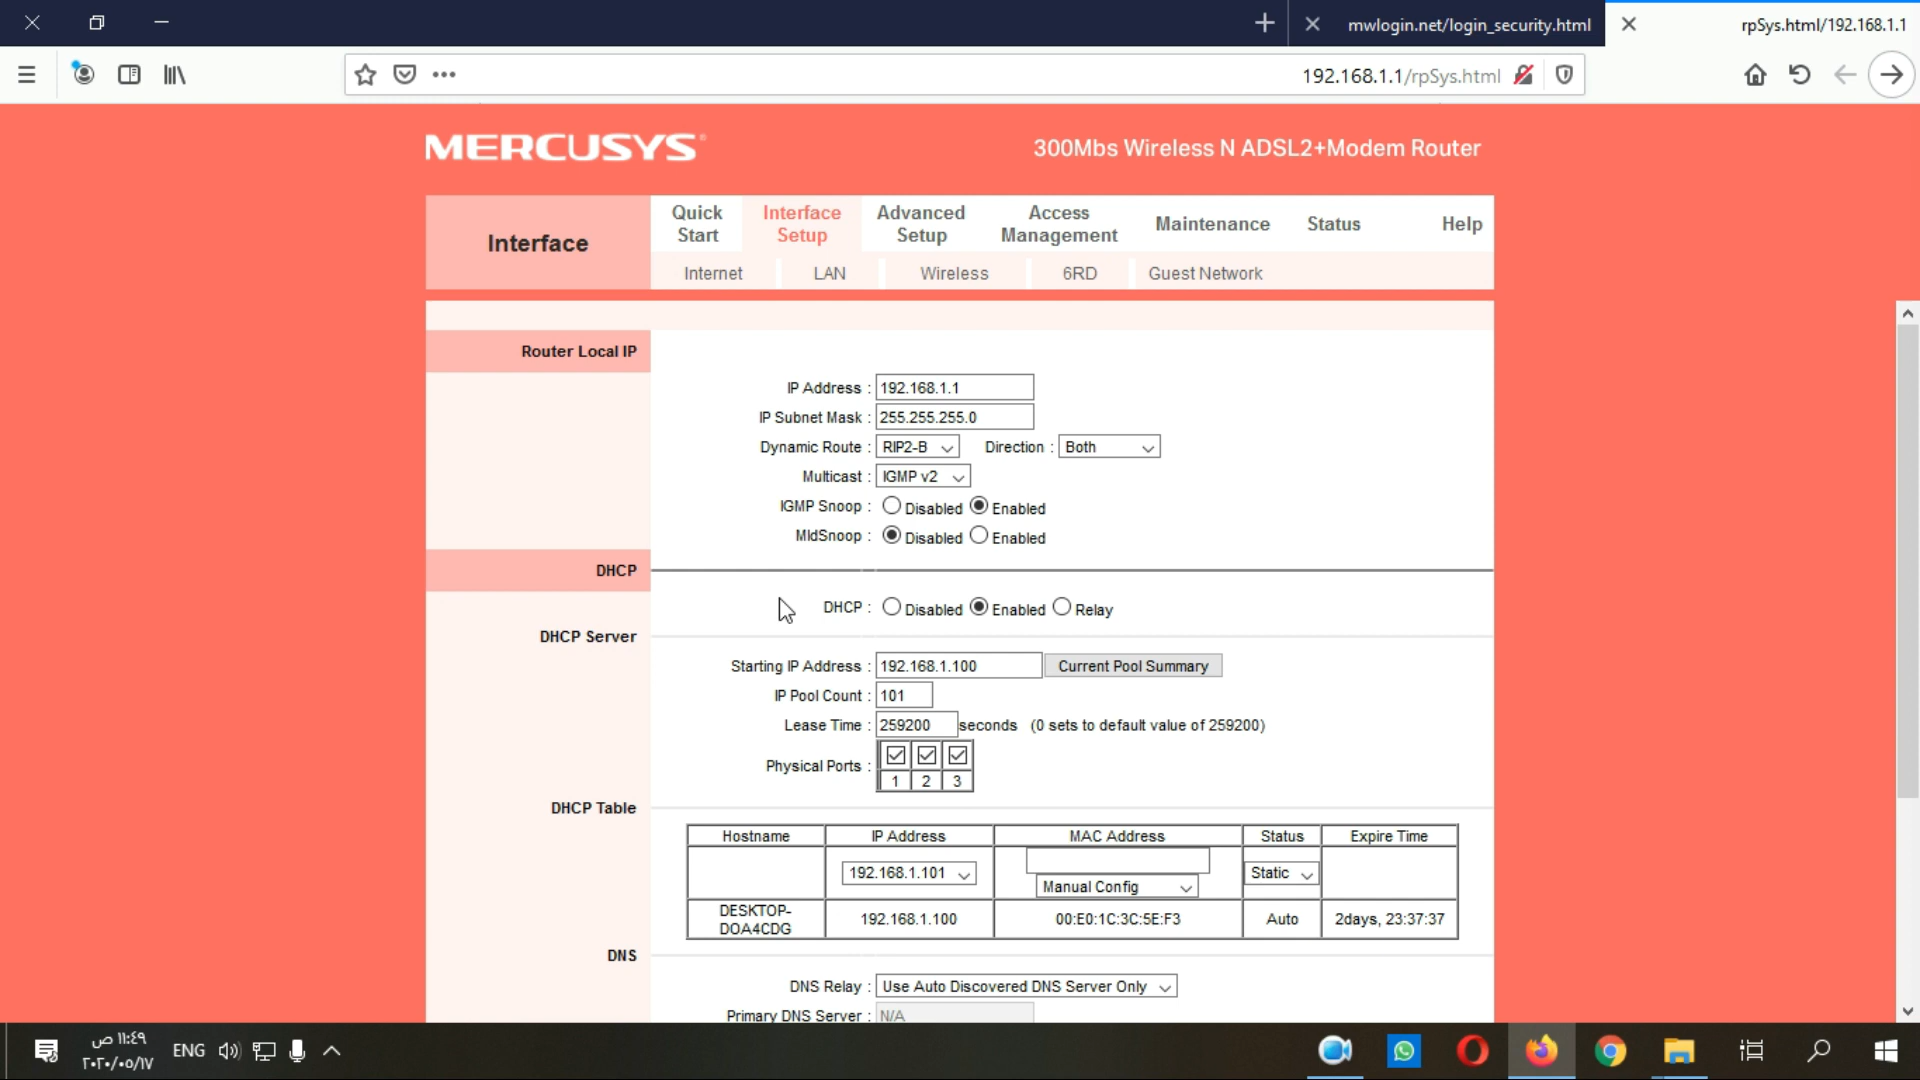 mwlogin.net/login_security.html
rpSys.html/192.168.1.1
192.168.1.1/rpSys.html
MERCUSYS
300Mbs Wireless N ADSL2+Modem Router
Interface
Quick Start
Interface Setup
Advanced Setup
Access Management
Maintenance
Status
Help
Internet
LAN
Wireless
6RD
Guest Network
Router Local IP
IP Address : 192.168.1.1
IP Subnet Mask : 255.255.255.0
Dynamic Route : RIP2-B Direction : Both
Multicast : IGMP v2
IGMP Snoop : Disabled Enabled
MldSnoop : Disabled Enabled
DHCP
DHCP : Disabled Enabled Relay
DHCP Server
Starting IP Address : 192.168.1.100 Current Pool Summary
IP Pool Count : 101
Lease Time : 259200 seconds (0 sets to default value of 259200)
Physical Ports :
1 2 3
DHCP Table
Hostname IP Address MAC Address Status Expire Time
192.168.1.101 Manual Config Static
DESKTOP-DOA4CDG 192.168.1.100 00:E0:1C:3C:5E:F3 Auto 2days, 23:37:37
DNS
DNS Relay : Use Auto Discovered DNS Server Only
Primary DNS Server : N/A
ENG
١١:٤٩ ص
٢٠٢٠/٠٥/١٧